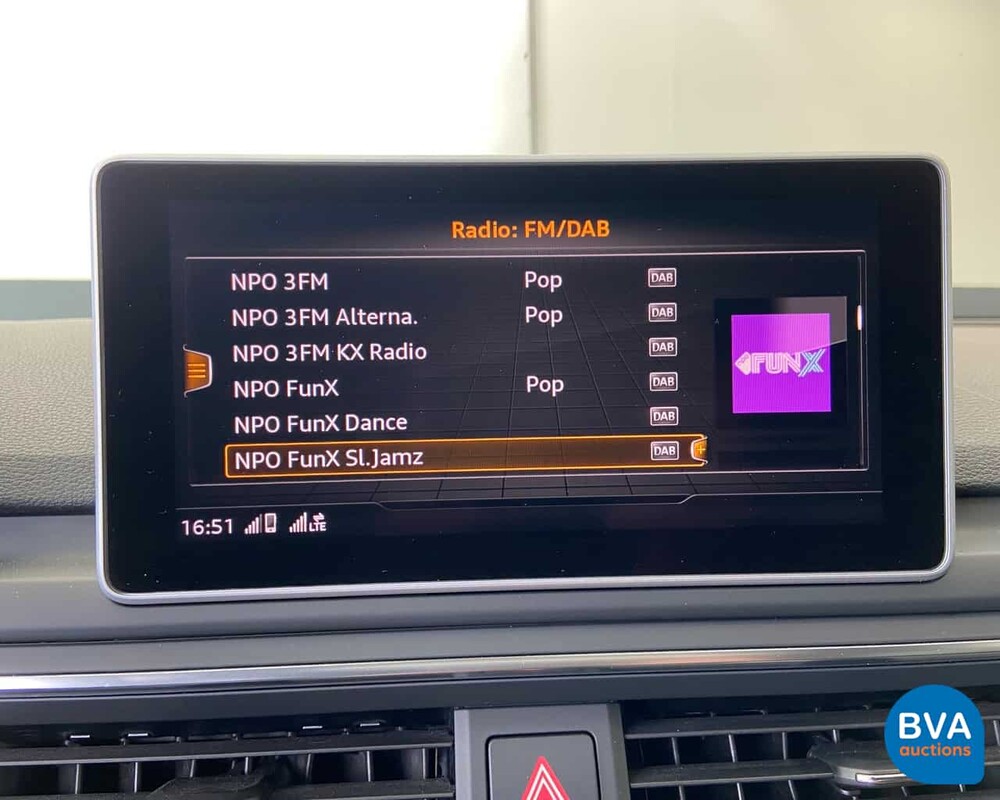 Radio: FM/DAB
NPO 3FM Pop DAB
NPO 3FM Alterna. Pop DAB
NPO 3FM KX Radio DAB
NPO FunX Pop DAB
NPO FunX Dance DAB
NPO FunX Sl.Jamz DAB
FUNX
16:51 LTE
BVA
auctions